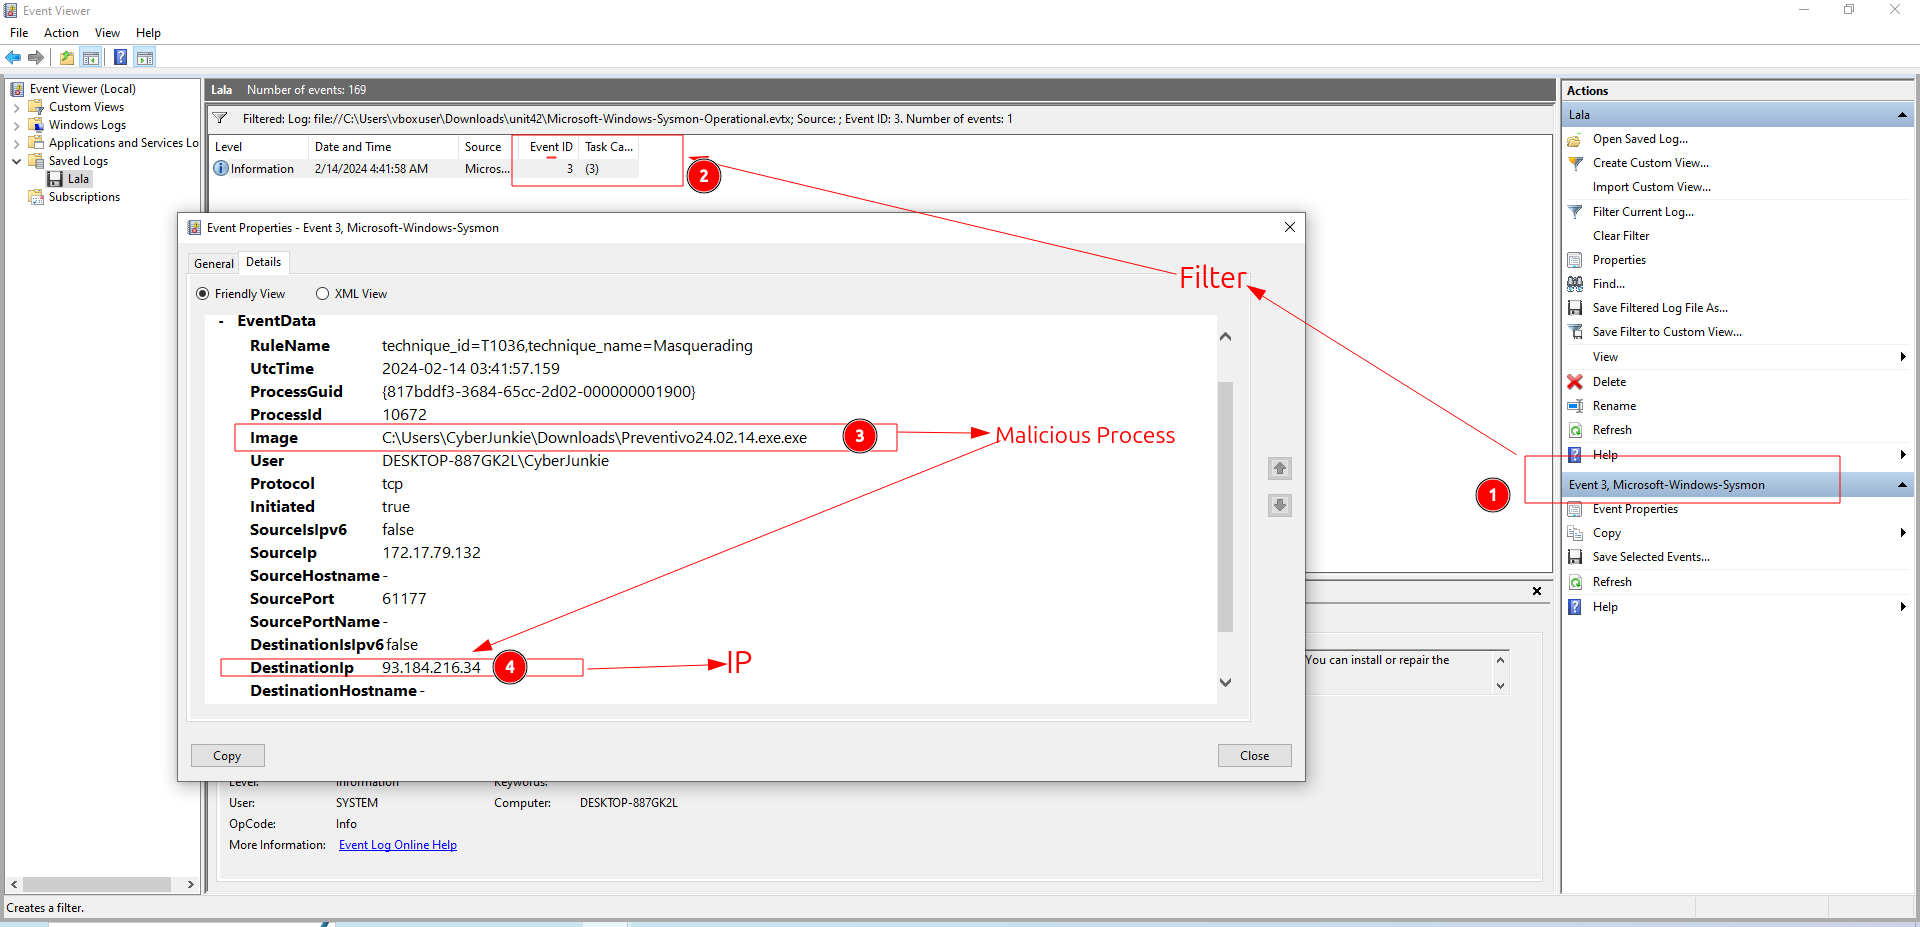 Event Viewer
File Action View Help
Event Viewer (Local)
Custom Views
Windows Logs
Applications and Services Lo
Saved Logs
Lala
Subscriptions
Lala Number of events: 169
Filtered: Log: file://C:\Users\vboxuser\Downloads\unit42\Microsoft-Windows-Sysmon-Operational.evtx; Source: ; Event ID: 3. Number of events: 1
Level Date and Time Source Event ID Task Ca...
Information 2/14/2024 4:41:58 AM Micros... 3 (3)
2
Event Properties - Event 3, Microsoft-Windows-Sysmon
General Details
Friendly View XML View
- EventData
RuleName technique_id=T1036,technique_name=Masquerading
UtcTime 2024-02-14 03:41:57.159
ProcessGuid {817bddf3-3684-65cc-2d02-000000001900}
ProcessId 10672
Image C:\Users\CyberJunkie\Downloads\Preventivo24.02.14.exe.exe
3
User DESKTOP-887GK2L\CyberJunkie
Protocol tcp
Initiated true
SourceIsIpv6 false
SourceIp 172.17.79.132
SourceHostname -
SourcePort 61177
SourcePortName -
DestinationIsIpv6 false
DestinationIp 93.184.216.34
4
DestinationHostname -
Filter
Malicious Process
IP
Copy Close
You can install or repair the
Level: Information Keywords:
User: SYSTEM Computer: DESKTOP-887GK2L
OpCode: Info
More Information: Event Log Online Help
Actions
Lala
Open Saved Log...
Create Custom View...
Import Custom View...
Filter Current Log...
Clear Filter
Properties
Find...
Save Filtered Log File As...
Save Filter to Custom View...
View
Delete
Rename
Refresh
Help
1
Event 3, Microsoft-Windows-Sysmon
Event Properties
Copy
Save Selected Events...
Refresh
Help
Creates a filter.